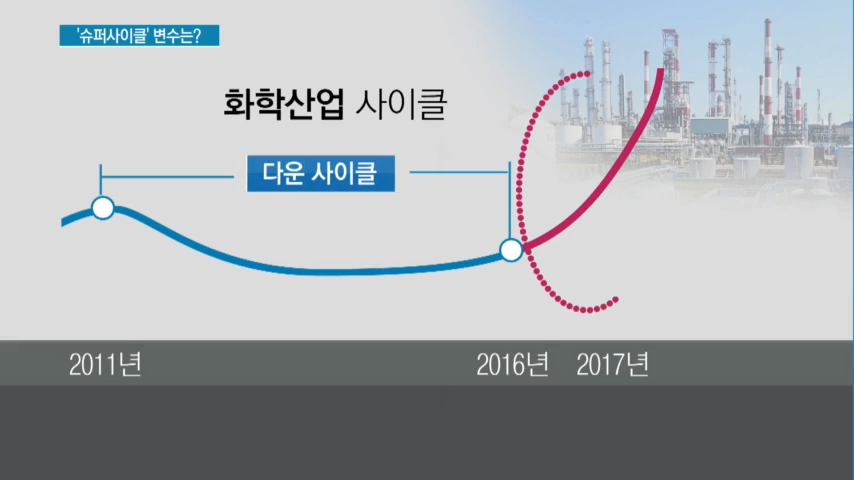 '슈퍼사이클' 변수는?
화학산업 사이클
다운 사이클
2011년 2016년 2017년